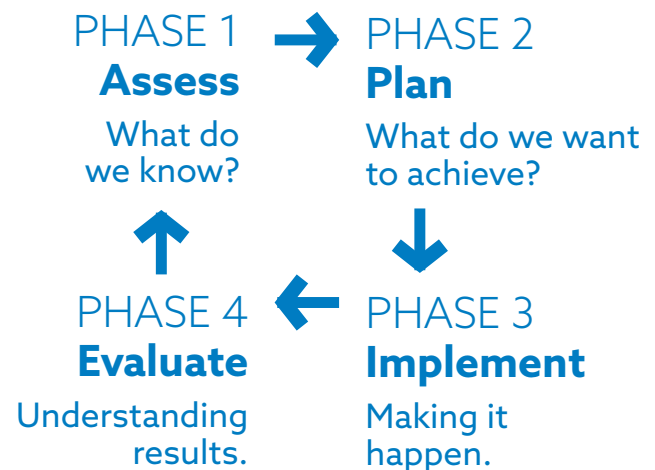 PHASE 1
Assess
What do
we know?
PHASE 2
Plan
What do we want
to achieve?
PHASE 3
Implement
Making it
happen.
PHASE 4
Evaluate
Understanding
results.